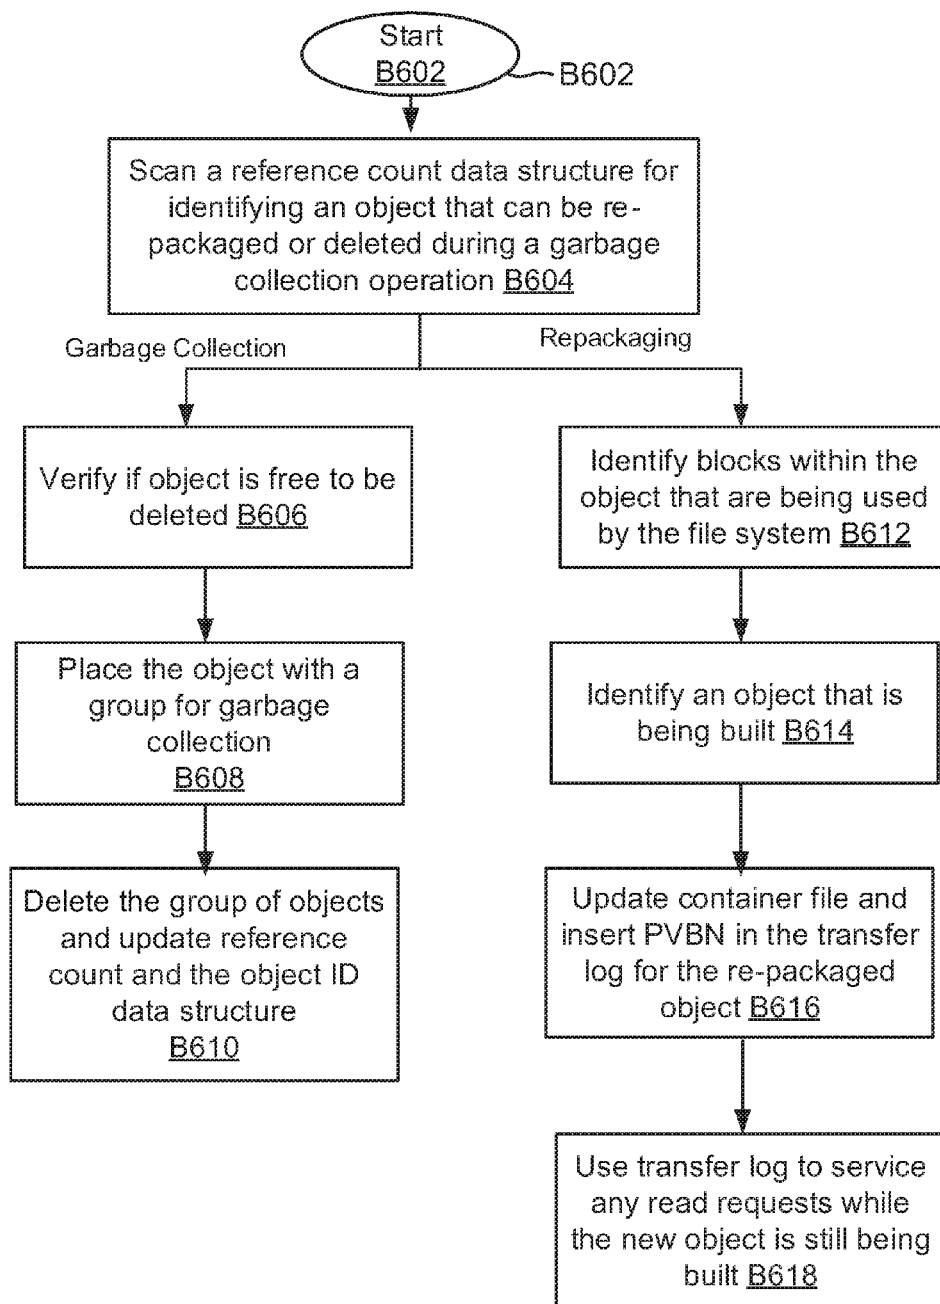 Start
B602
B602
Scan a reference count data structure for
identifying an object that can be re-
packaged or deleted during a garbage
collection operation B604
Garbage Collection
Repackaging
Verify if object is free to be
deleted B606
Identify blocks within the
object that are being used
by the file system B612
Place the object with a
group for garbage
collection
B608
Identify an object that is
being built B614
Delete the group of objects
and update reference
count and the object ID
data structure
B610
Update container file and
insert PVBN in the transfer
log for the re-packaged
object B616
Use transfer log to service
any read requests while
the new object is still being
built B618